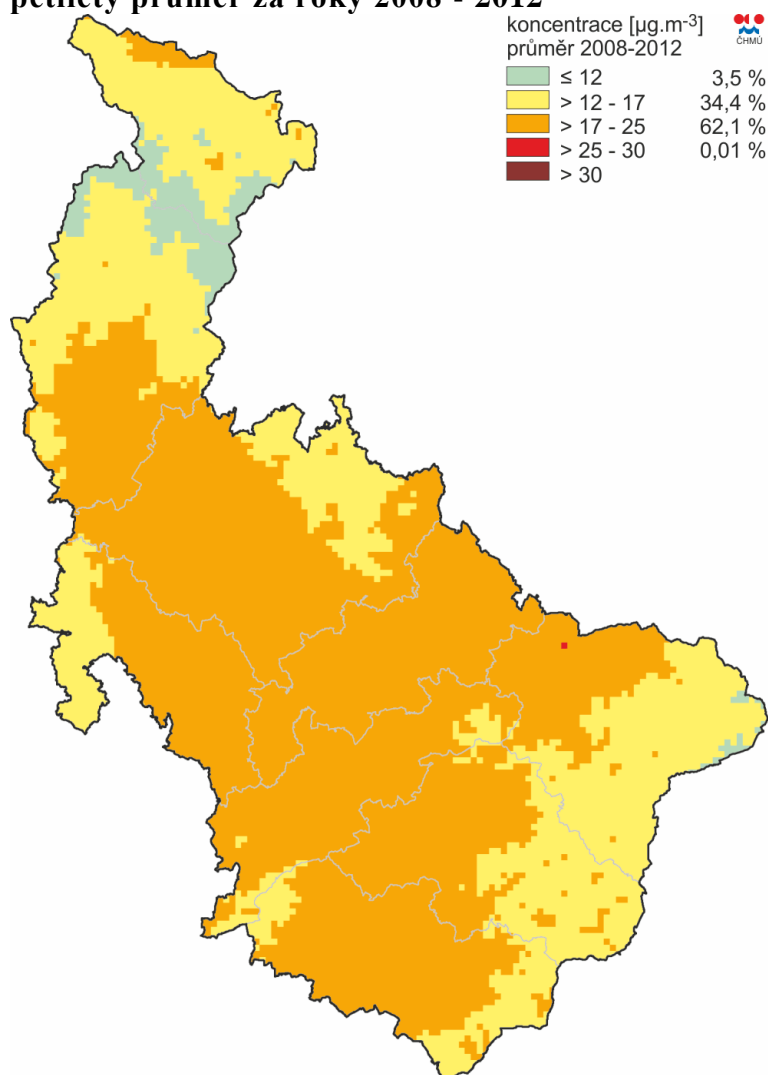 pětiletý průměr za roky 2008 - 2012
koncentrace [µg.m-3]
průměr 2008-2012
ČHMÚ
≤ 12 3,5 %
> 12 - 17 34,4 %
> 17 - 25 62,1 %
> 25 - 30 0,01 %
> 30